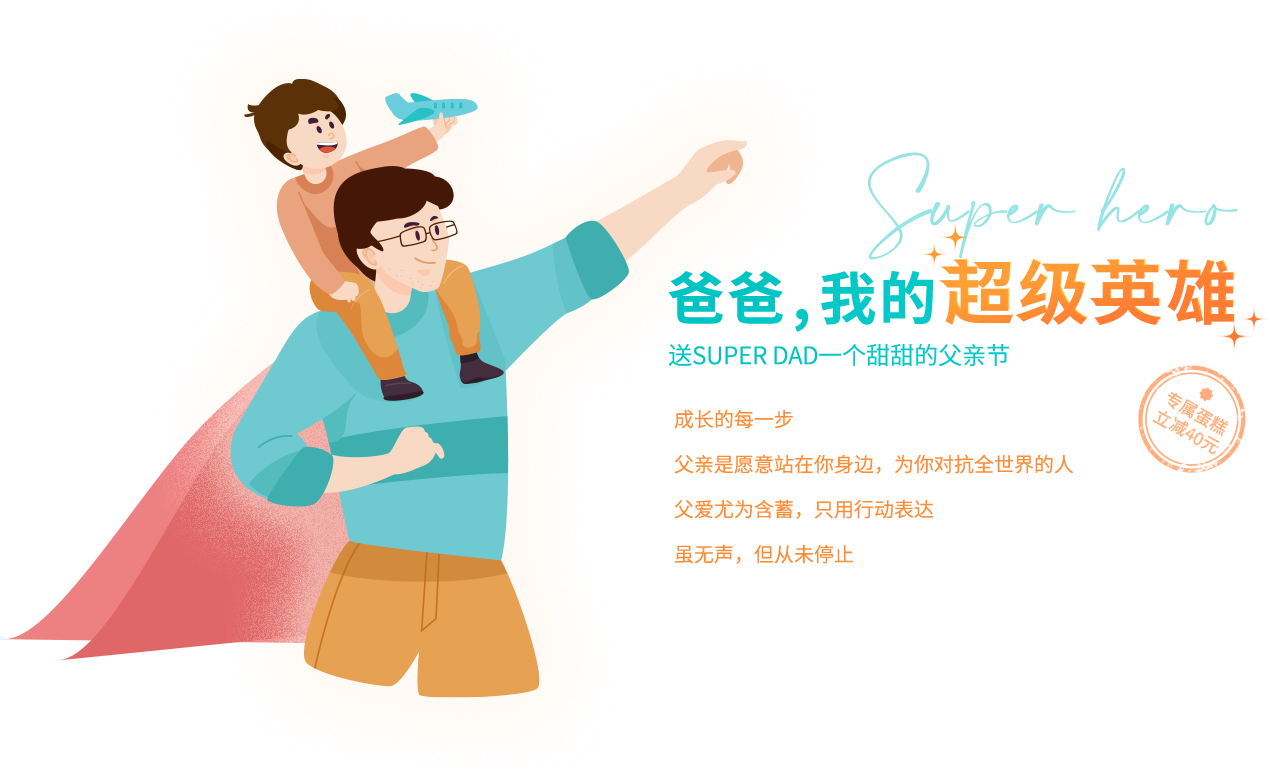 Super hero
爸爸，我的超级英雄
送SUPER DAD一个甜甜的父亲节
成长的每一步
父亲是愿意站在你身边，为你对抗全世界的人
父爱尤为含蓄，只用行动表达
虽无声，但从未停止
专属蛋糕
立减40元